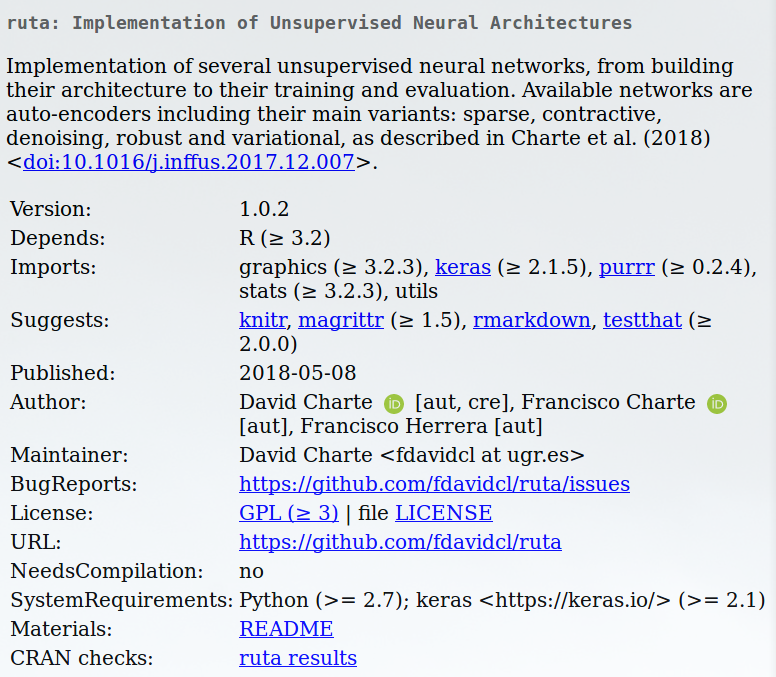 ruta: Implementation of Unsupervised Neural Architectures
Implementation of several unsupervised neural networks, from building
their architecture to their training and evaluation. Available networks are
auto-encoders including their main variants: sparse, contractive,
denoising, robust and variational, as described in Charte et al. (2018)
<doi:10.1016/j.inffus.2017.12.007>.
Version: 1.0.2
Depends: R (≥ 3.2)
Imports: graphics (≥ 3.2.3), keras (≥ 2.1.5), purrr (≥ 0.2.4),
stats (≥ 3.2.3), utils
Suggests: knitr, magrittr (≥ 1.5), rmarkdown, testthat (≥
2.0.0)
Published: 2018-05-08
Author: David Charte iD [aut, cre], Francisco Charte iD
[aut], Francisco Herrera [aut]
Maintainer: David Charte <fdavidcl at ugr.es>
BugReports: https://github.com/fdavidcl/ruta/issues
License: GPL (≥ 3) | file LICENSE
URL: https://github.com/fdavidcl/ruta
NeedsCompilation: no
SystemRequirements: Python (>= 2.7); keras <https://keras.io/> (>= 2.1)
Materials: README
CRAN checks: ruta results